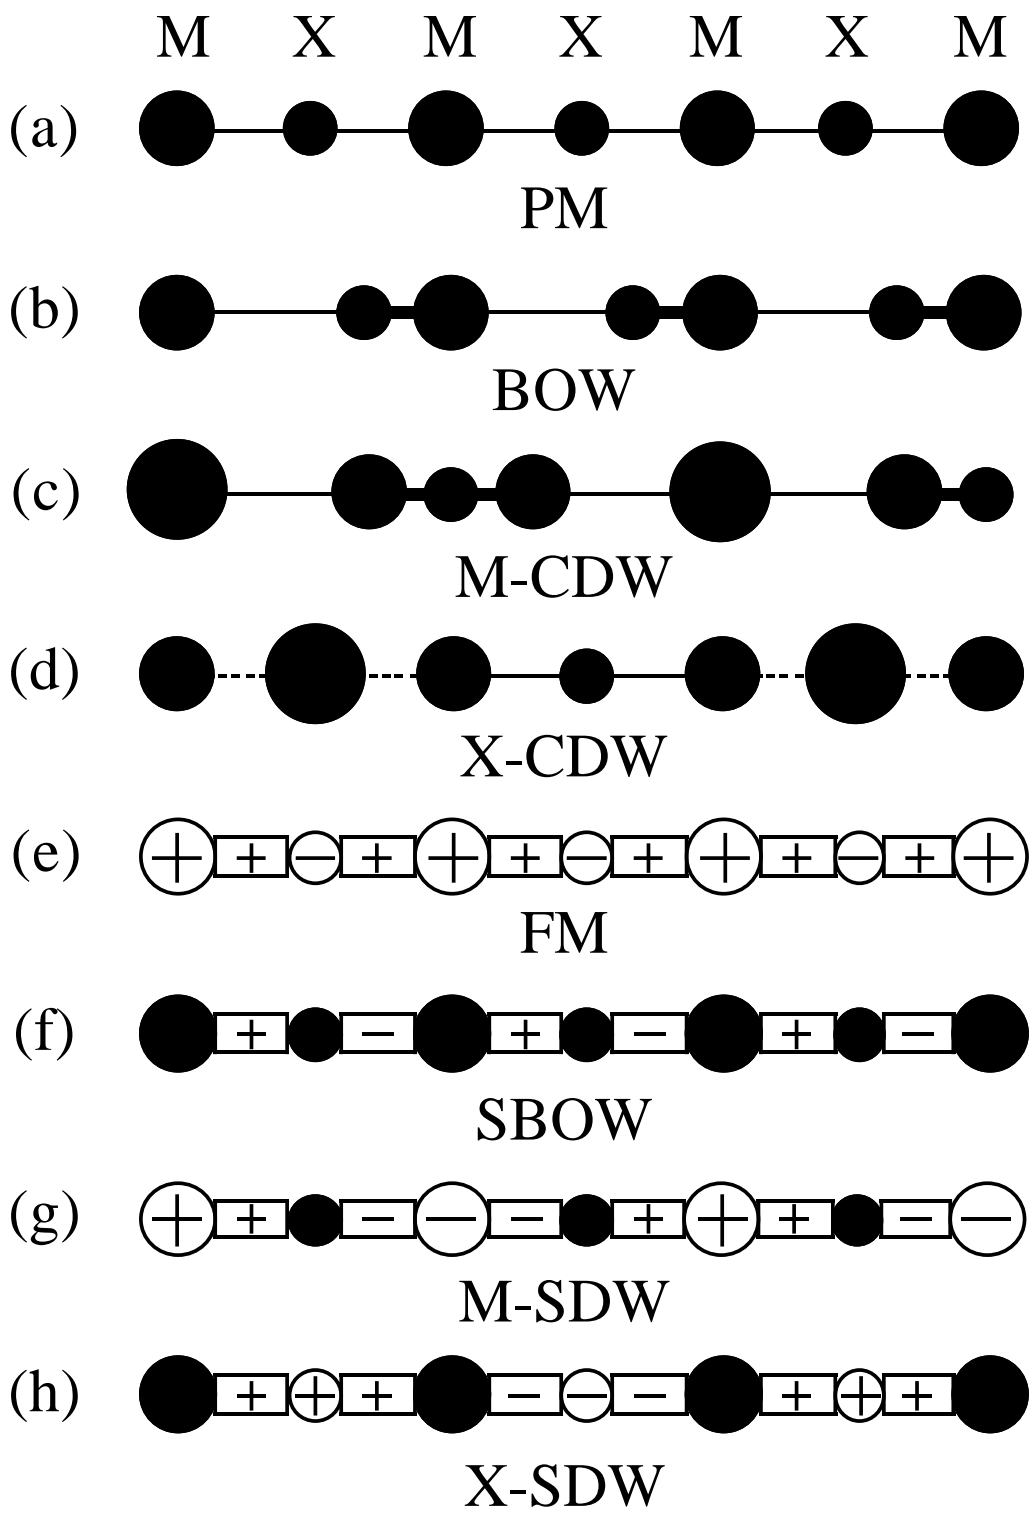 M X M X M X M
(a)
PM
(b)
BOW
(c)
M-CDW
(d)
X-CDW
(e) + + − + + + − + + + − + +
FM
(f) + − + − + −
SBOW
(g) + + − − − + + + − −
M-SDW
(h) + + + − − − + + +
X-SDW